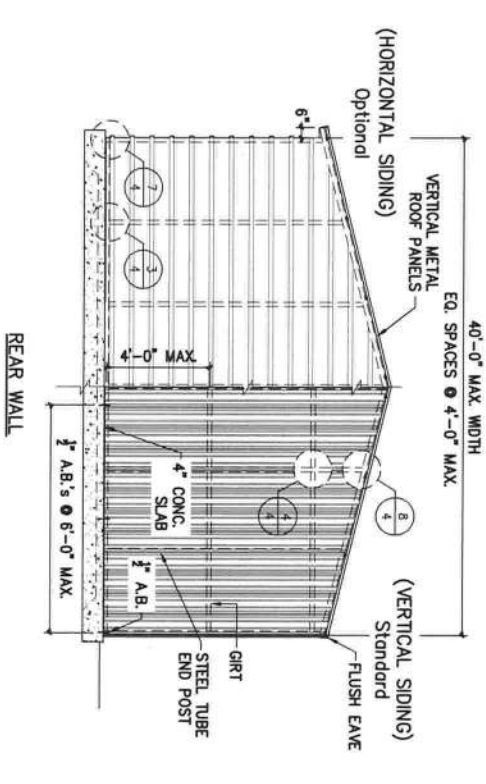 40'-0" MAX. WIDTH
EQ. SPACES @ 4'-0" MAX.
(HORIZONTAL SIDING)
Optional
VERTICAL METAL
ROOF PANELS
(VERTICAL SIDING)
Standard
FLUSH EAVE
6"
8
4
4
4
7
4
3
4
4'-0" MAX.
4" CONC.
SLAB
GIRT
STEEL TUBE
END POST
½" A.B.
½" A.B.'s @ 6'-0" MAX.
REAR WALL